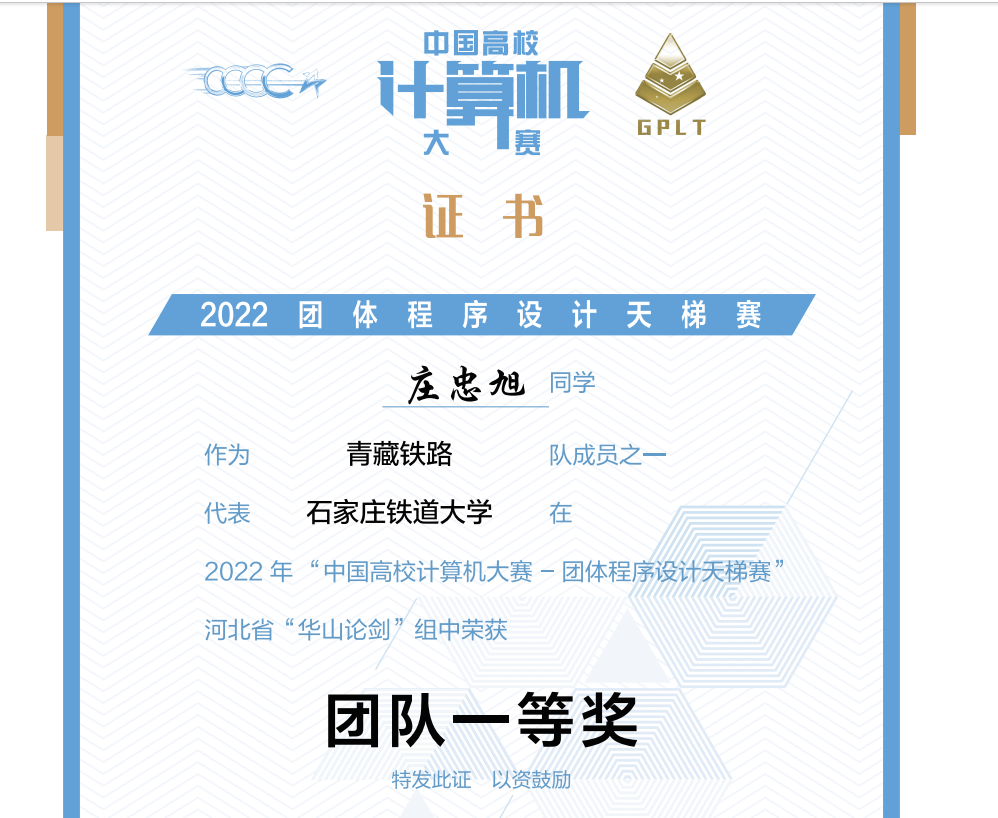 中国高校
CCCC
计算机
大赛
GPLT
证书
2022 团体程序设计天梯赛
庄忠旭 同学
作为 青藏铁路 队成员之一
代表 石家庄铁道大学 在
2022 年“中国高校计算机大赛 – 团体程序设计天梯赛”
河北省“华山论剑”组中荣获
团队一等奖
特发此证 以资鼓励